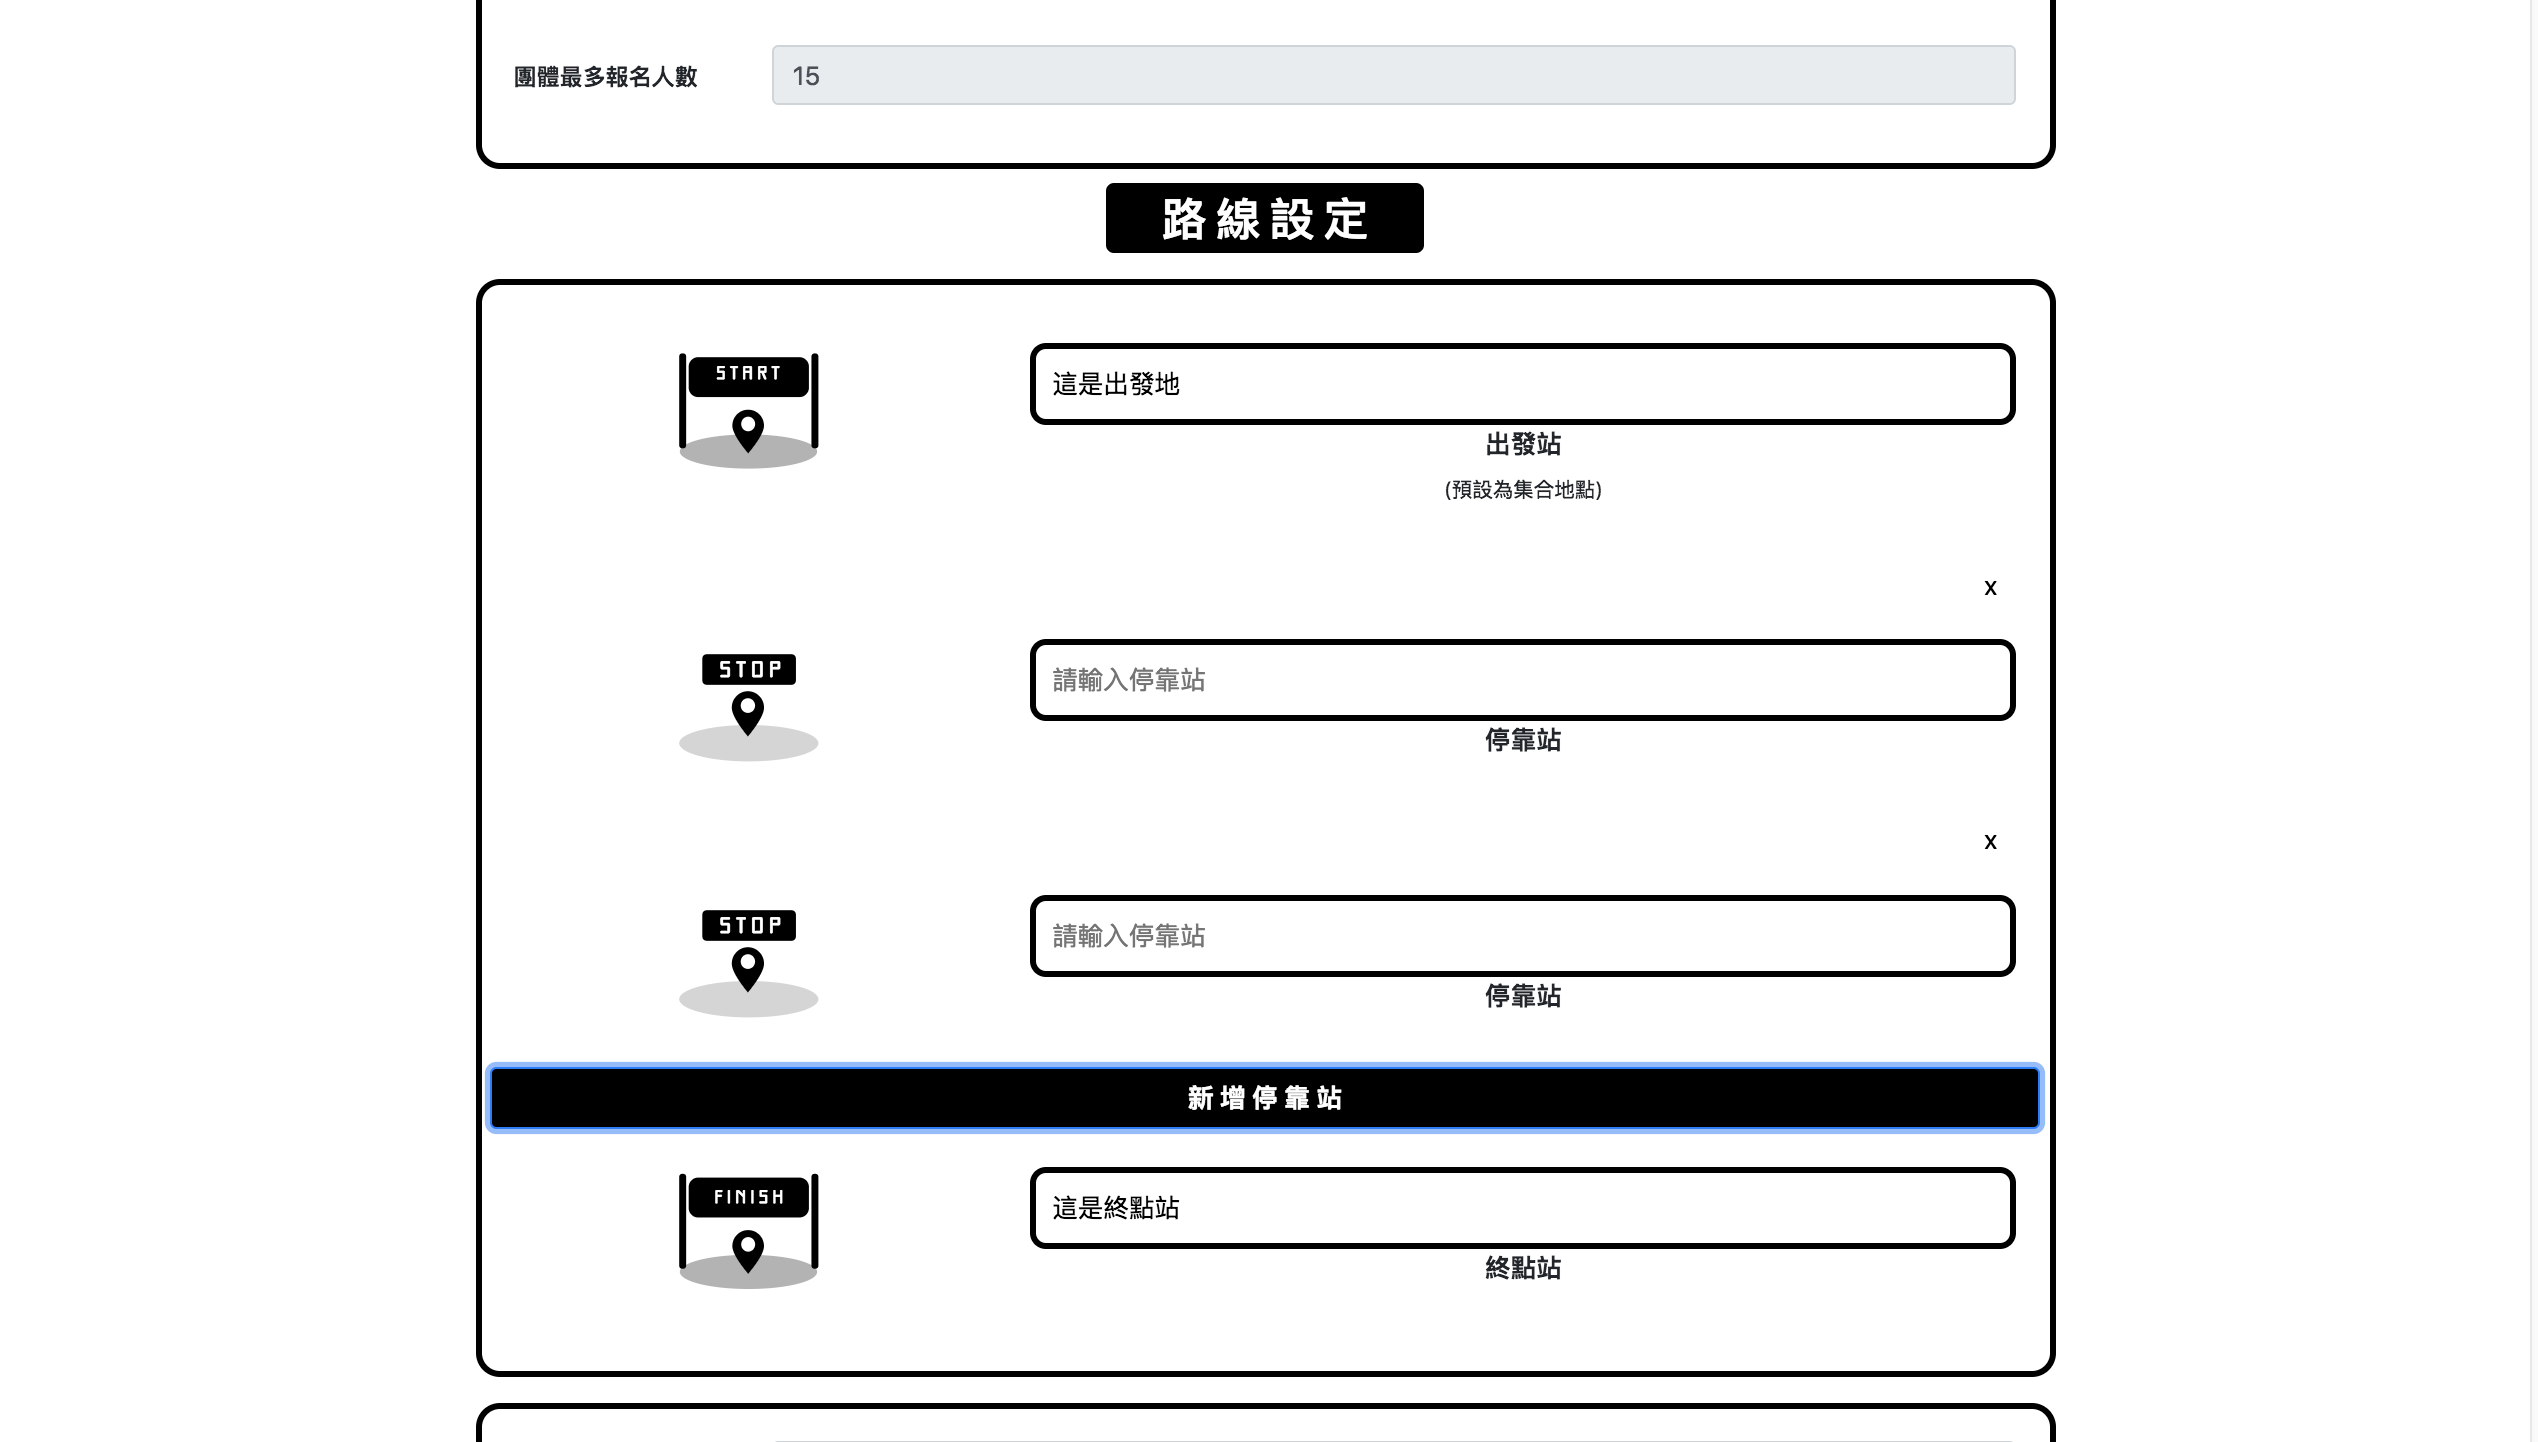 團體最多報名人數
15
路線設定
START
這是出發地
出發站
(預設為集合地點)
x
STOP
請輸入停靠站
停靠站
x
STOP
請輸入停靠站
停靠站
新增停靠站
FINISH
這是終點站
終點站